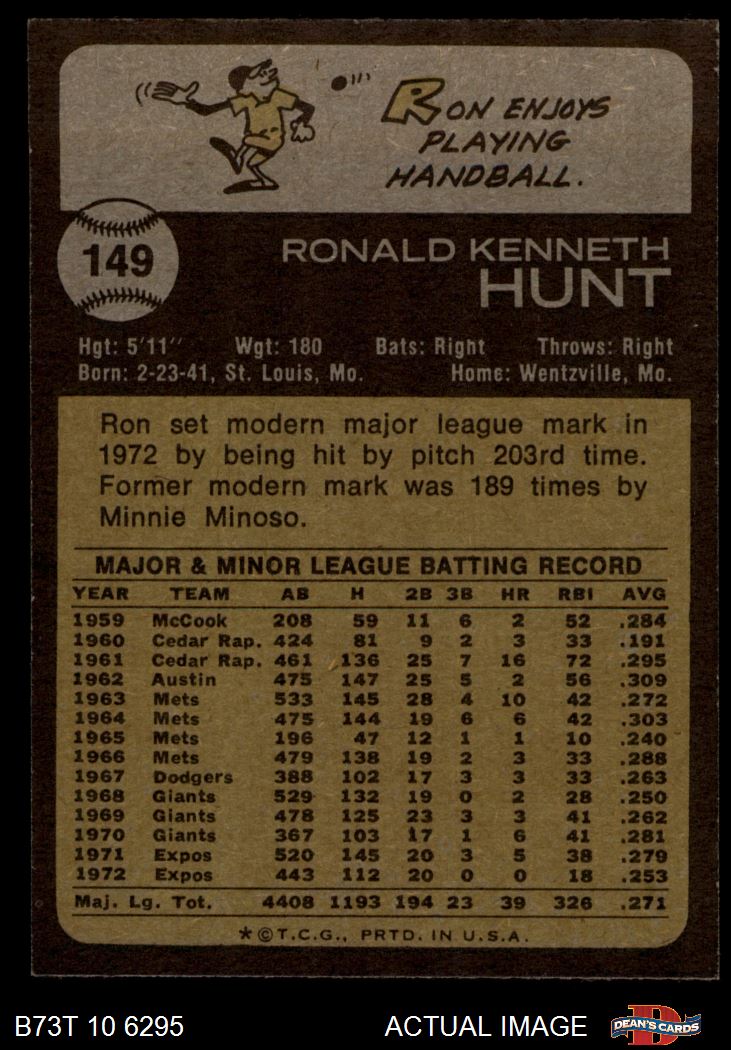 RON ENJOYS
PLAYING
HANDBALL.
149
RONALD KENNETH
HUNT
Hgt: 5'11" Wgt: 180 Bats: Right Throws: Right
Born: 2-23-41, St. Louis, Mo. Home: Wentzville, Mo.
Ron set modern major league mark in
1972 by being hit by pitch 203rd time.
Former modern mark was 189 times by
Minnie Minoso.
MAJOR & MINOR LEAGUE BATTING RECORD
YEAR TEAM AB H 2B 3B HR RBI AVG
1959 McCook 208 59 11 6 2 52 .284
1960 Cedar Rap. 424 81 9 2 3 33 .191
1961 Cedar Rap. 461 136 25 7 16 72 .295
1962 Austin 475 147 25 5 2 56 .309
1963 Mets 533 145 28 4 10 42 .272
1964 Mets 475 144 19 6 6 42 .303
1965 Mets 196 47 12 1 1 10 .240
1966 Mets 479 138 19 2 3 33 .288
1967 Dodgers 388 102 17 3 3 33 .263
1968 Giants 529 132 19 0 2 28 .250
1969 Giants 478 125 23 3 3 41 .262
1970 Giants 367 103 17 1 6 41 .281
1971 Expos 520 145 20 3 5 38 .279
1972 Expos 443 112 20 0 0 18 .253
Maj. Lg. Tot. 4408 1193 194 23 39 326 .271
*©T.C.G., PRTD. IN U.S.A.
B73T 10 6295 ACTUAL IMAGE DEAN'S CARDS